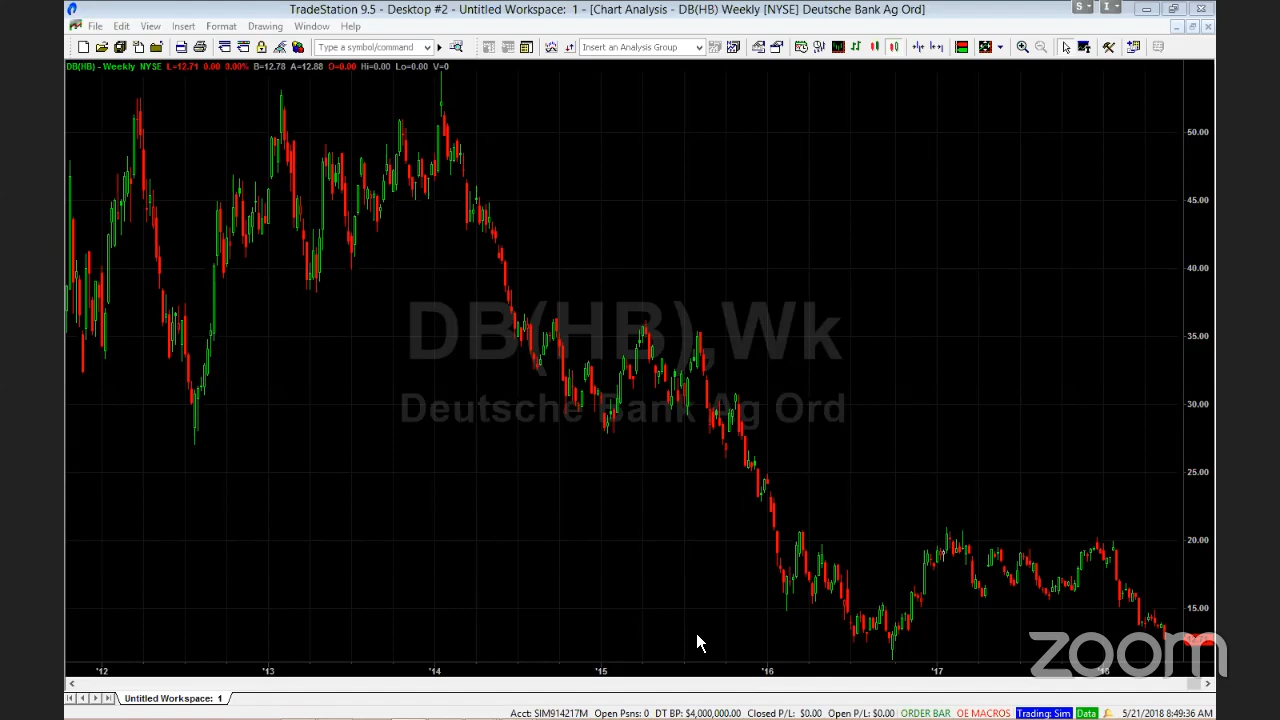 TradeStation 9.5 - Desktop #2 - Untitled Workspace: 1 - [Chart Analysis - DB(HB) Weekly [NYSE] Deutsche Bank Ag Ord]
S I
File Edit View Insert Format Drawing Window Help
Type a symbol/command Insert an Analysis Group
DB(HB) - Weekly NYSE L=12.71 0.00 0.00% B=12.78 A=12.88 O=0.00 Hi=0.00 Lo=0.00 V=0
50.00
45.00
40.00
DB(HB),Wk
35.00
Deutsche Bank Ag Ord
30.00
25.00
20.00
15.00
zoom
'12 '13 '14 '15 '16 '17 '18
Untitled Workspace: 1
Acct: SIM914217M Open Psns: 0 DT BP: $4,000,000.00 Closed P/L: $0.00 Open P/L: $0.00 ORDER BAR OE MACROS Trading: Sim Data 5/21/2018 8:49:36 AM